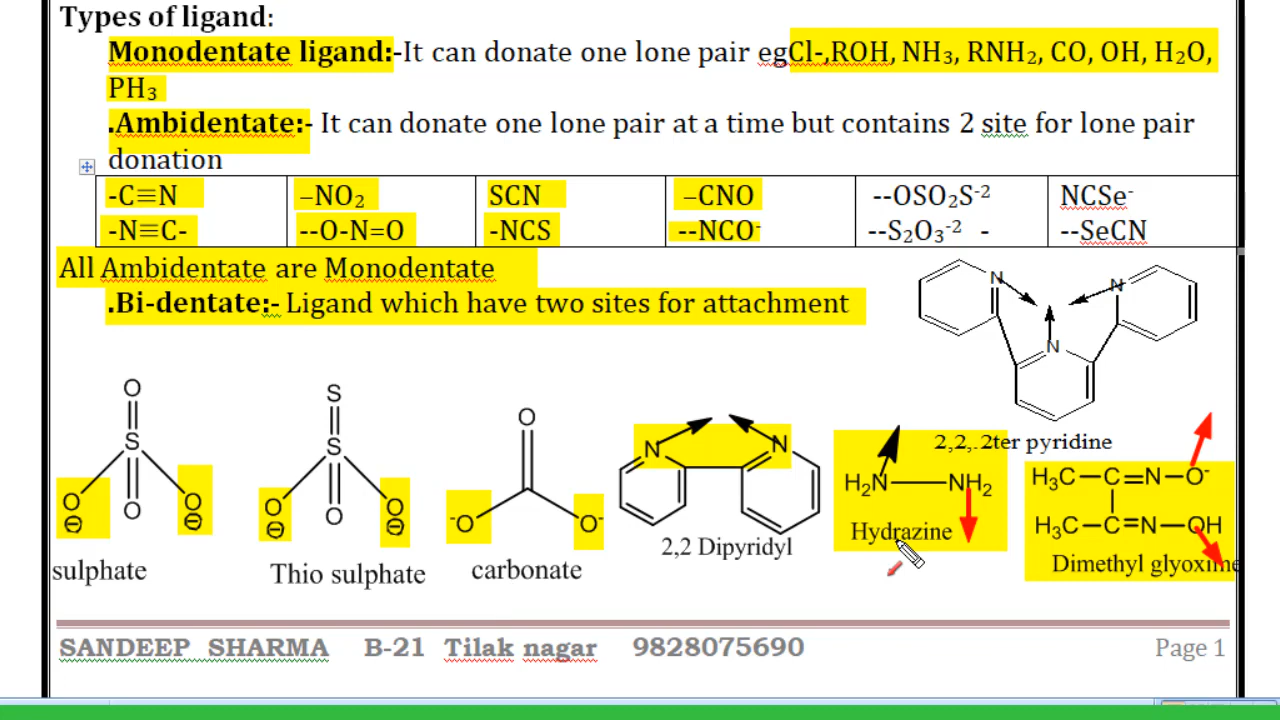 Types of ligand:
Monodentate ligand:-It can donate one lone pair egCl-,ROH, NH₃, RNH₂, CO, OH, H₂O,
PH₃
.Ambidentate:- It can donate one lone pair at a time but contains 2 site for lone pair
donation
-C≡N –NO₂ SCN –CNO --OSO₂S⁻² NCSe⁻
-N≡C- --O-N=O -NCS --NCO⁻ --S₂O₃⁻² - --SeCN
All Ambidentate are Monodentate
.Bi-dentate:- Ligand which have two sites for attachment
N N
N
O S O
S S
O O O O ⁻O O⁻
⊖ O ⊖ ⊖ O ⊖
N N
2,2,.2ter pyridine
H₂N NH₂
H₃C–C=N–O⁻
H₃C–C=N–OH
sulphate
Thio sulphate
carbonate
2,2 Dipyridyl
Hydrazine
Dimethyl glyoxime
SANDEEP SHARMA B-21 Tilak nagar 9828075690 Page 1